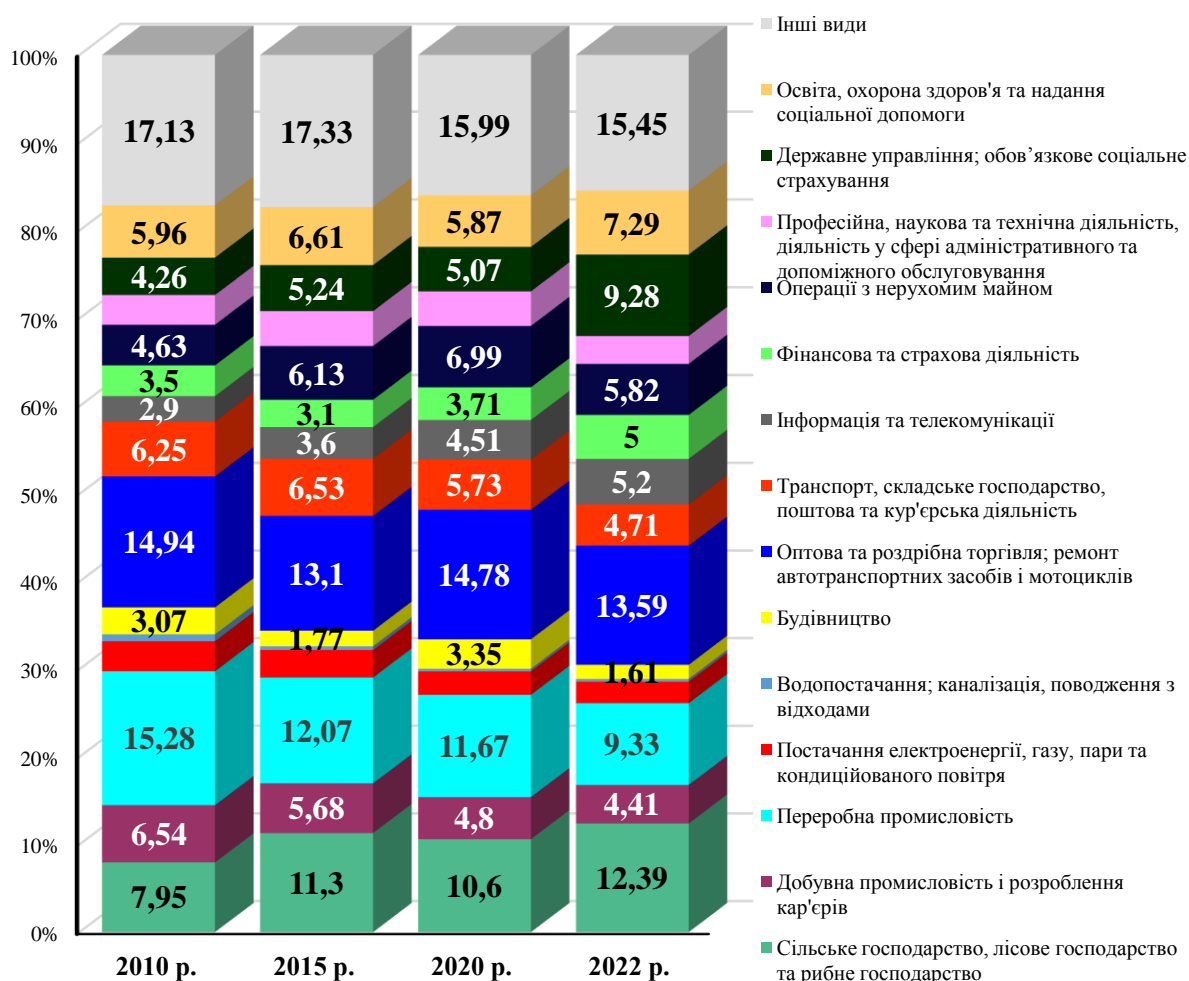 100%
90%
80%
70%
60%
50%
40%
30%
20%
10%
0%
17,13
5,96
4,26
4,63
3,5
2,9
6,25
14,94
3,07
15,28
6,54
7,95
2010 р.
17,33
6,61
5,24
6,13
3,1
3,6
6,53
13,1
1,77
12,07
5,68
11,3
2015 р.
15,99
5,87
5,07
6,99
3,71
4,51
5,73
14,78
3,35
11,67
4,8
10,6
2020 р.
15,45
7,29
9,28
5,82
5
5,2
4,71
13,59
1,61
9,33
4,41
12,39
2022 р.
Інші види
Освіта, охорона здоров'я та надання
соціальної допомоги
Державне управління; обов’язкове соціальне
страхування
Професійна, наукова та технічна діяльність,
діяльність у сфері адміністративного та
допоміжного обслуговування
Операції з нерухомим майном
Фінансова та страхова діяльність
Інформація та телекомунікації
Транспорт, складське господарство,
поштова та кур'єрська діяльність
Оптова та роздрібна торгівля; ремонт
автотранспортних засобів і мотоциклів
Будівництво
Водопостачання; каналізація, поводження з
відходами
Постачання електроенергії, газу, пари та
кондиційованого повітря
Переробна промисловість
Добувна промисловість і розроблення
кар'єрів
Сільське господарство, лісове господарство
та рибне господарство